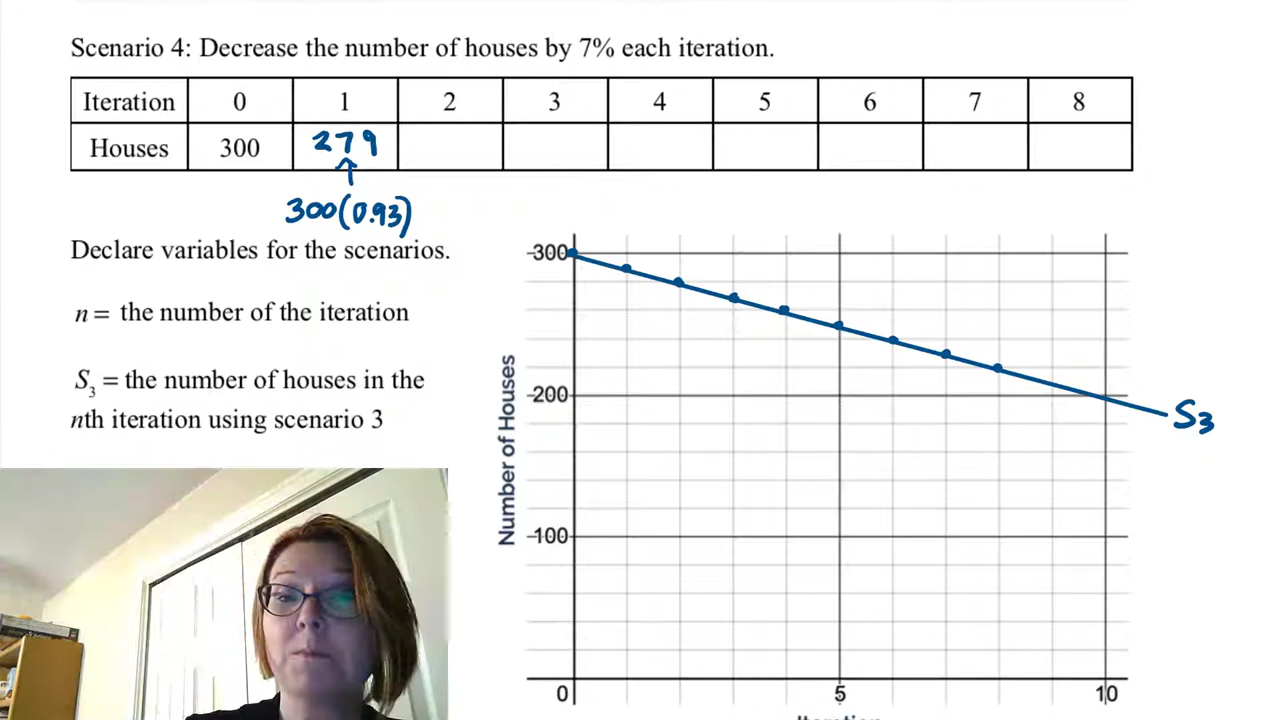 Scenario 4: Decrease the number of houses by 7% each iteration.
Iteration 0 1 2 3 4 5 6 7 8
Houses 300 279
300(0.93)
Declare variables for the scenarios.
n = the number of the iteration
S₃ = the number of houses in the
nth iteration using scenario 3
Number of Houses
300
200
100
0 5 10
S₃
Iteration